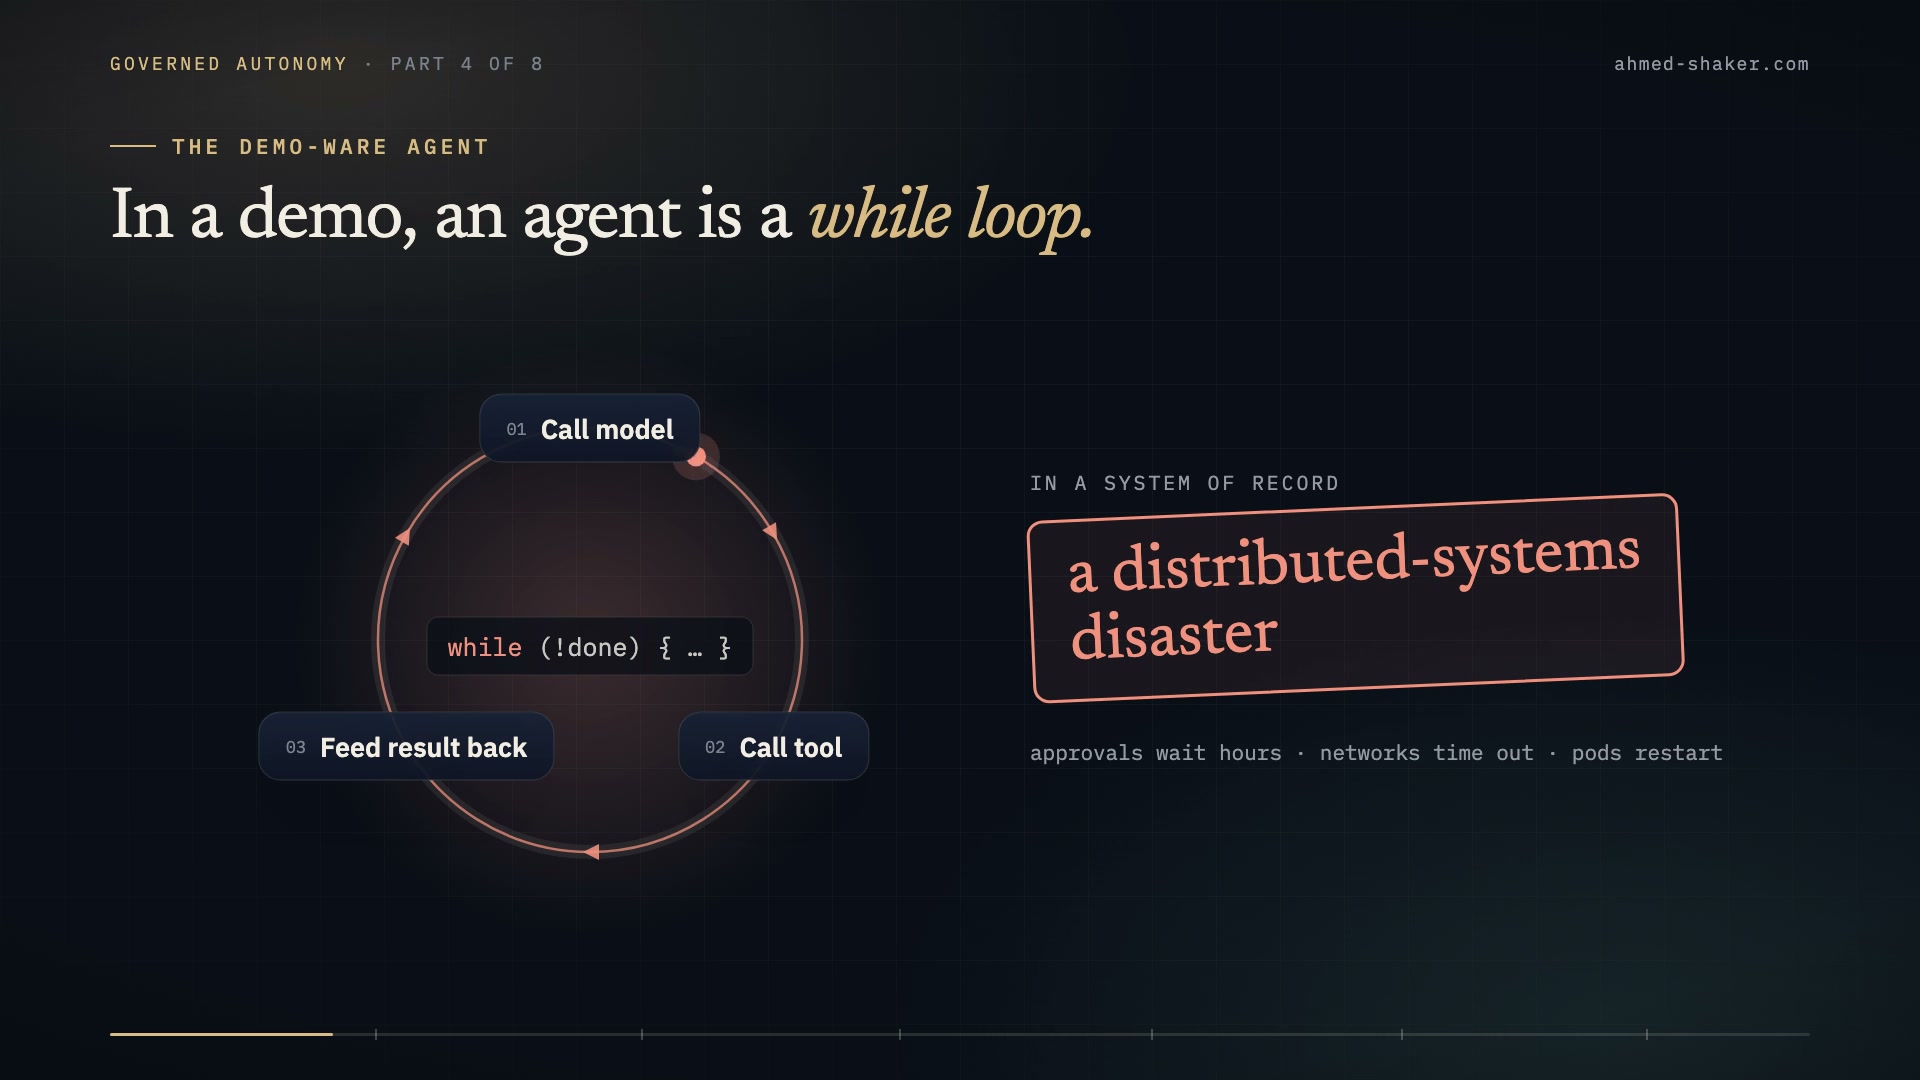 GOVERNED AUTONOMY · PART 4 OF 8
ahmed-shaker.com
THE DEMO-WARE AGENT
In a demo, an agent is a while loop.
01 Call model
while (!done) { … }
03 Feed result back
02 Call tool
IN A SYSTEM OF RECORD
a distributed-systems
disaster
approvals wait hours · networks time out · pods restart